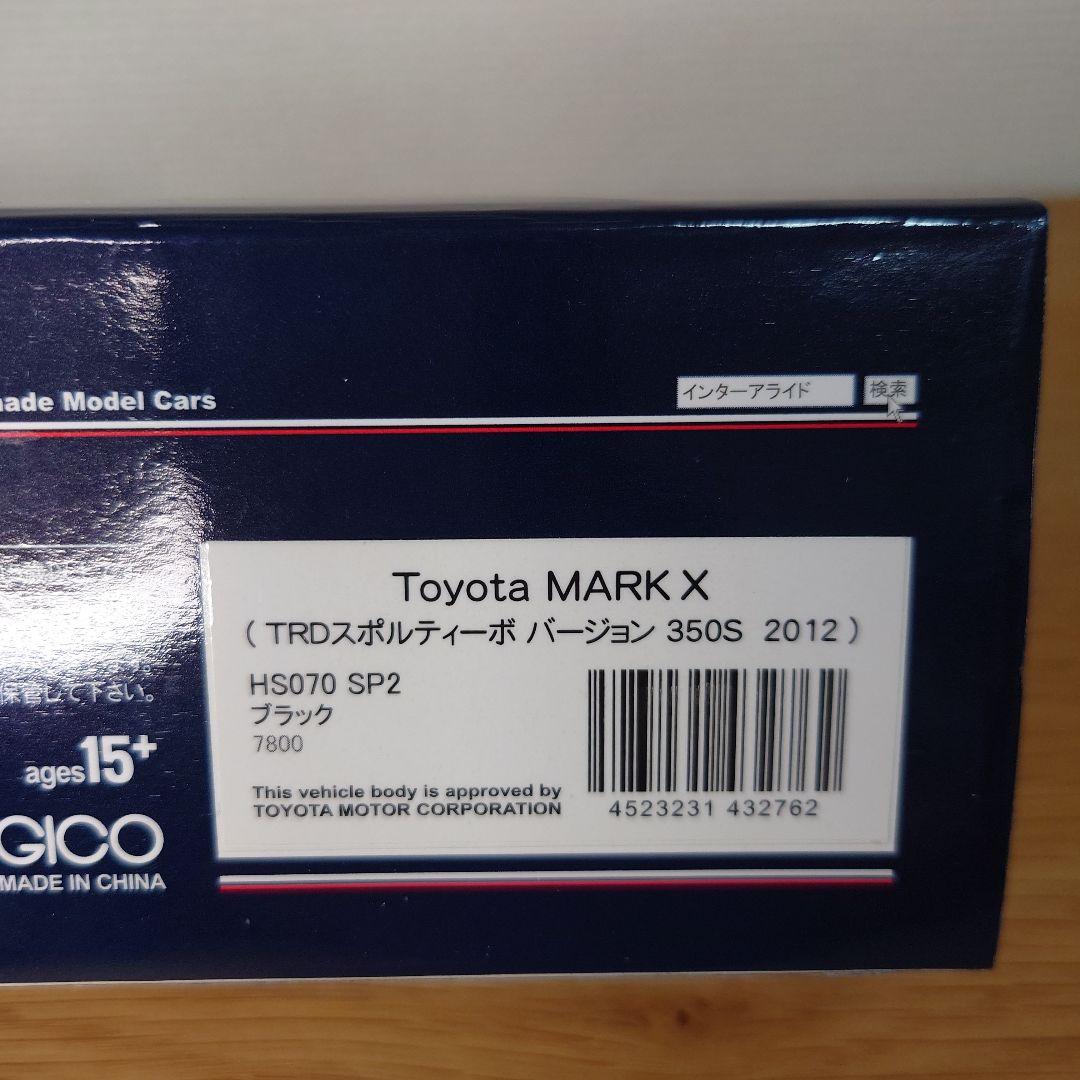 Model Cars
インターアライド 検索
Toyota MARK X
( TRDスポルティーボ バージョン 350S 2012 )
HS070 SP2
ブラック
7800
This vehicle body is approved by
TOYOTA MOTOR CORPORATION
4523231 432762
保管して下さい。
ages15+
GICO
MADE IN CHINA